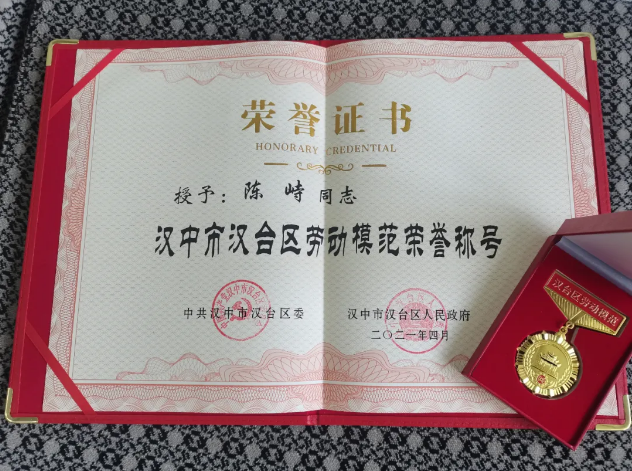 荣誉证书
HONORARY CREDENTIAL
授予：陈峙同志
汉中市汉台区劳动模范荣誉称号
中共汉中市汉台区委
汉中市汉台区人民政府
二〇二一年四月
汉台区劳动模范